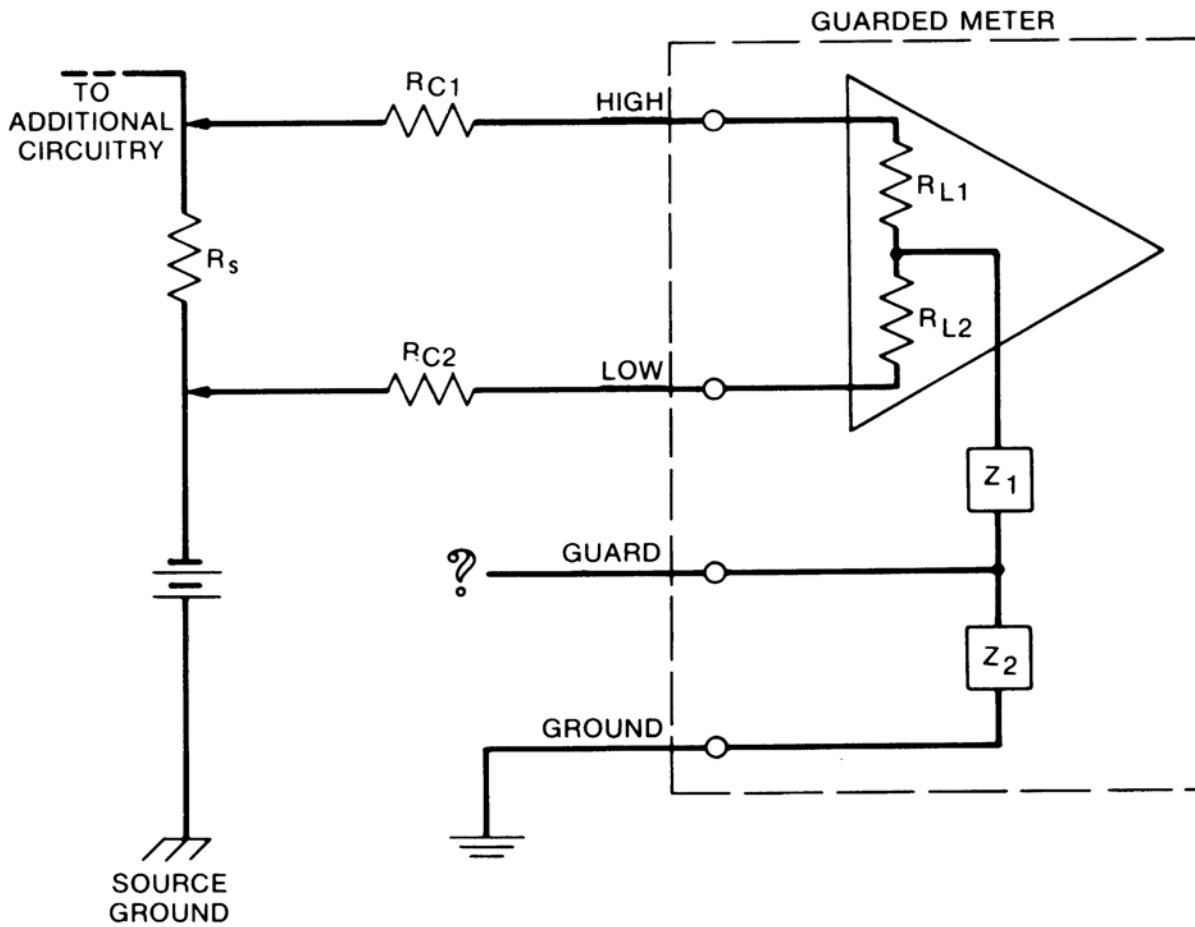 GUARDED METER
TO
ADDITIONAL
CIRCUITRY
RC1
HIGH
RL1
Rs
RL2
RC2
LOW
Z1
?
GUARD
Z2
GROUND
SOURCE
GROUND